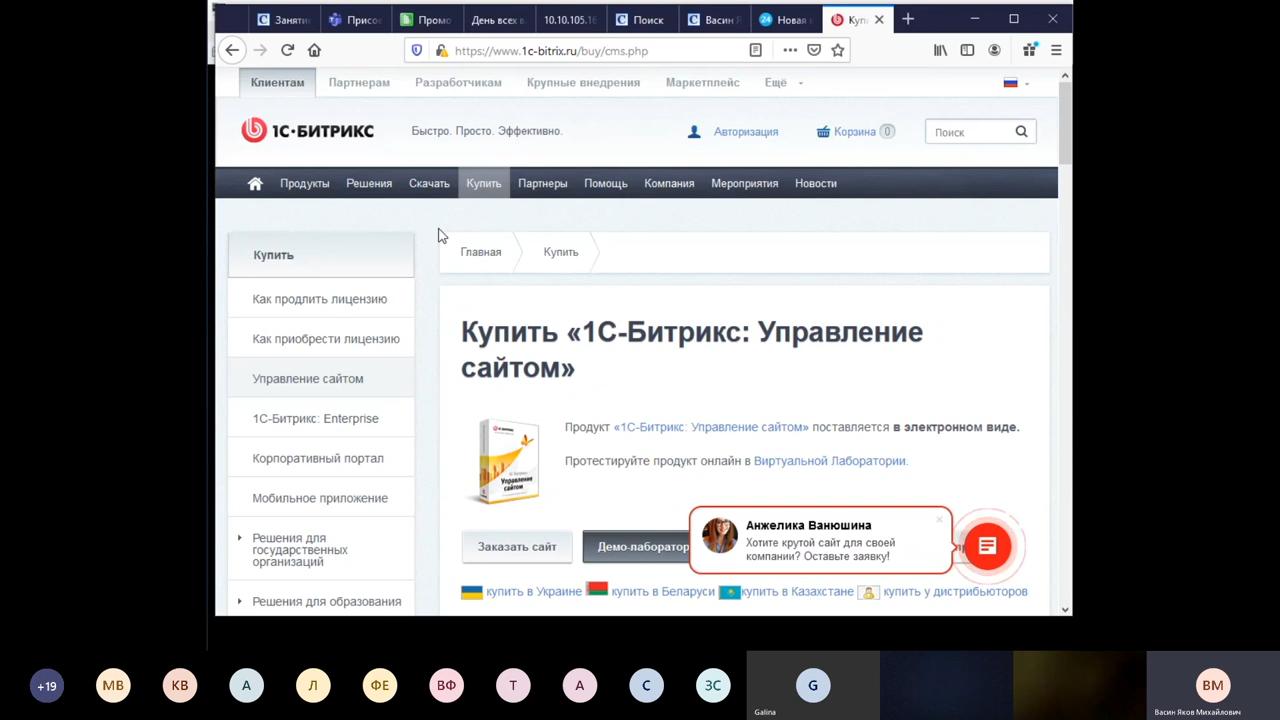 Заняти
Присое
Промо
День всех в
10.10.105.16
Поиск
Васин Я
Новая
Куп
https://www.1c-bitrix.ru/buy/cms.php
Клиентам
Партнерам
Разработчикам
Крупные внедрения
Маркетплейс
Ещё
1С·БИТРИКС
Быстро. Просто. Эффективно.
Авторизация
Корзина 0
Поиск
Продукты
Решения
Скачать
Купить
Партнеры
Помощь
Компания
Мероприятия
Новости
Купить
Как продлить лицензию
Как приобрести лицензию
Управление сайтом
1С-Битрикс: Enterprise
Корпоративный портал
Мобильное приложение
Решения для
государственных
организаций
Решения для образования
Главная
Купить
Купить «1С-Битрикс: Управление
сайтом»
Продукт «1С-Битрикс: Управление сайтом» поставляется в электронном виде.
Протестируйте продукт онлайн в Виртуальной Лаборатории.
Заказать сайт
Демо-лаборатор
Анжелика Ванюшина
Хотите крутой сайт для своей
компании? Оставьте заявку!
купить в Украине
купить в Беларуси
купить в Казахстане
купить у дистрибьюторов
+19
МВ
КВ
А
Л
ФЕ
ВФ
Т
А
С
ЗС
G
Galina
ВМ
Васин Яков Михайлович